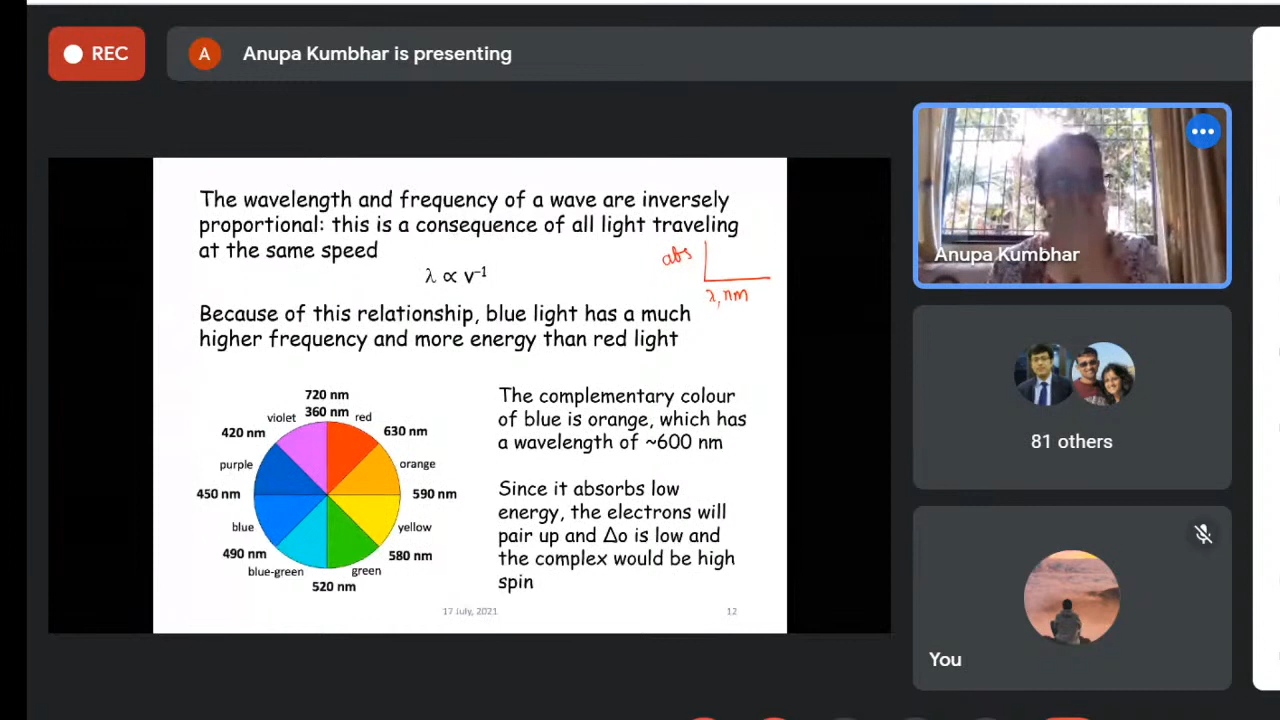 REC
A
Anupa Kumbhar is presenting
The wavelength and frequency of a wave are inversely
proportional: this is a consequence of all light traveling
at the same speed
λ ∝ v⁻¹
abs
λ, nm
Because of this relationship, blue light has a much
higher frequency and more energy than red light
720 nm
violet 360 nm red
420 nm 630 nm
purple orange
450 nm 590 nm
blue yellow
490 nm 580 nm
blue-green green
520 nm
The complementary colour
of blue is orange, which has
a wavelength of ~600 nm
Since it absorbs low
energy, the electrons will
pair up and Δo is low and
the complex would be high
spin
17 July, 2021
12
Anupa Kumbhar
81 others
You